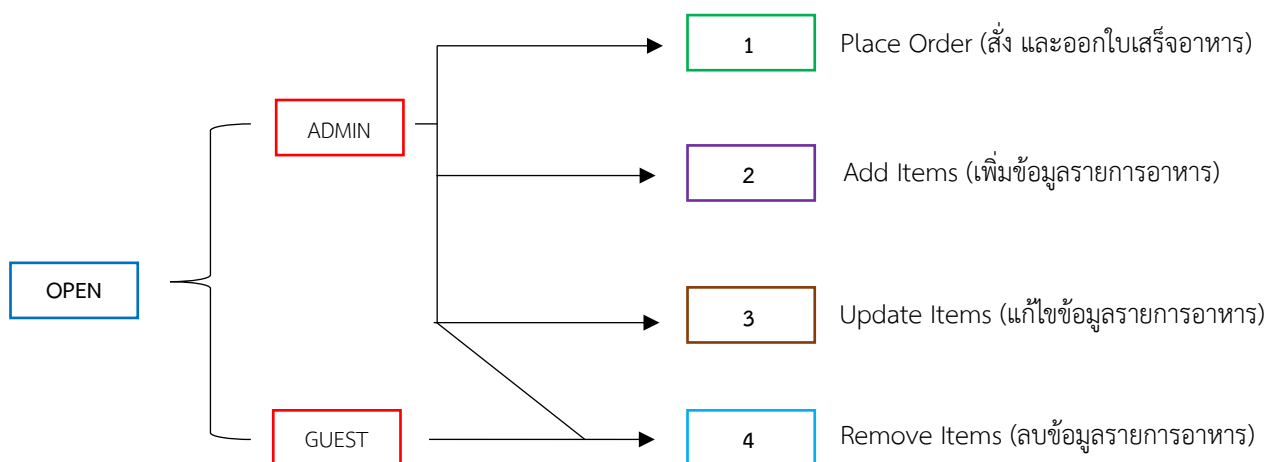 1 Place Order (สั่ง และออกใบเสร็จอาหาร)
ADMIN
2 Add Items (เพิ่มข้อมูลรายการอาหาร)
OPEN
3 Update Items (แก้ไขข้อมูลรายการอาหาร)
GUEST
4 Remove Items (ลบข้อมูลรายการอาหาร)